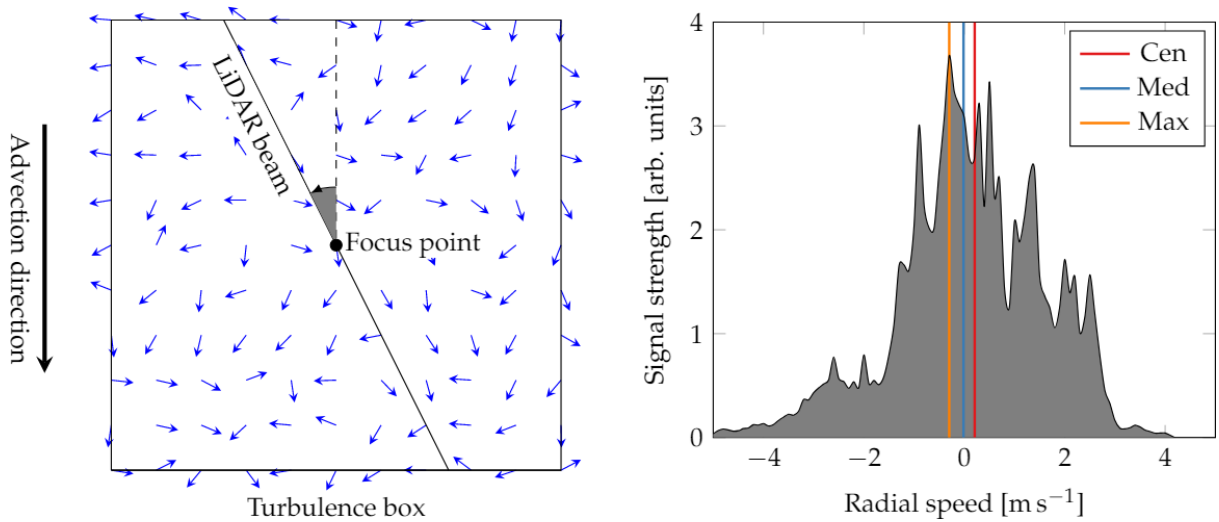 Advection direction
LiDAR beam
Focus point
Turbulence box
Signal strength [arb. units]
4
3
2
1
0
Cen
Med
Max
−4 −2 0 2 4
Radial speed [m s⁻¹]